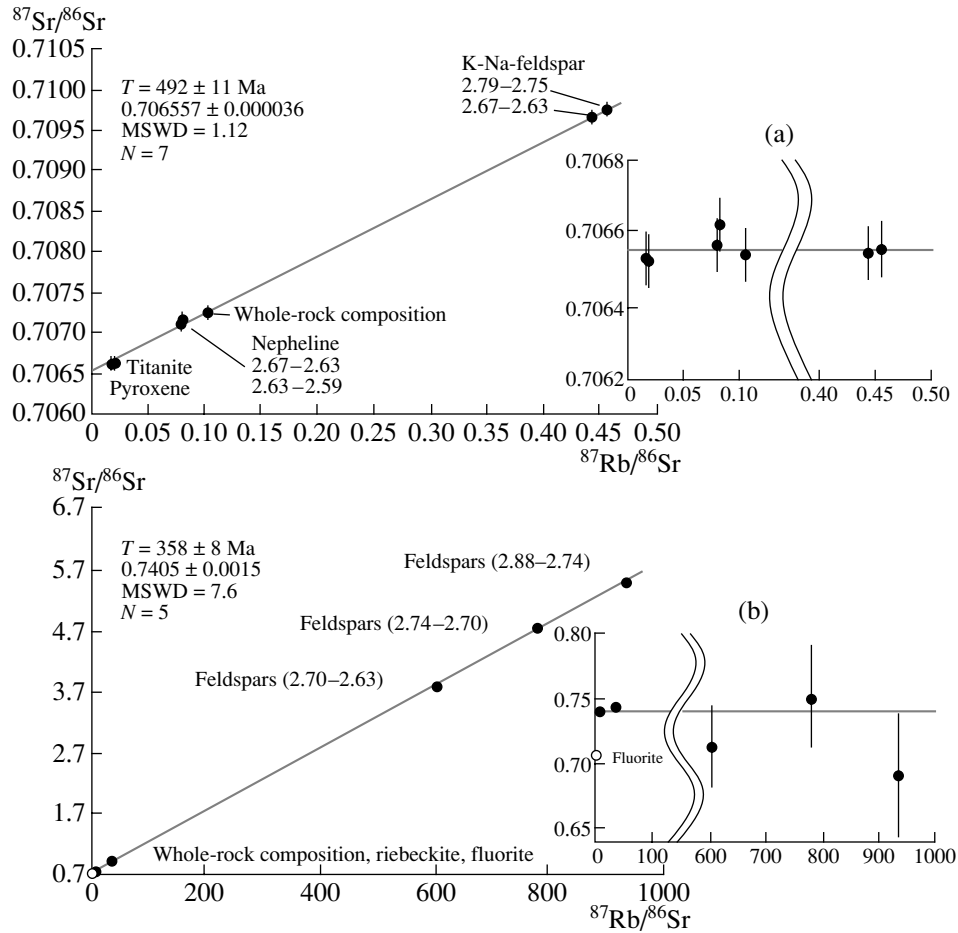 ⁸⁷Sr/⁸⁶Sr
0.7105
0.7100
0.7095
0.7090
0.7085
0.7080
0.7075
0.7070
0.7065
0.7060
T = 492 ± 11 Ma
0.706557 ± 0.000036
MSWD = 1.12
N = 7
K-Na-feldspar
2.79–2.75
2.67–2.63
Whole-rock composition
Nepheline
2.67–2.63
2.63–2.59
Titanite
Pyroxene
0 0.05 0.10 0.15 0.20 0.25 0.30 0.35 0.40 0.45 0.50
⁸⁷Rb/⁸⁶Sr
(a)
0.7068
0.7066
0.7064
0.7062
0.05 0.10 0.40 0.45 0.50
⁸⁷Sr/⁸⁶Sr
6.7
5.7
4.7
3.7
2.7
1.7
0.7
T = 358 ± 8 Ma
0.7405 ± 0.0015
MSWD = 7.6
N = 5
Feldspars (2.88–2.74)
Feldspars (2.74–2.70)
Feldspars (2.70–2.63)
Whole-rock composition, riebeckite, fluorite
0 200 400 600 800 1000
⁸⁷Rb/⁸⁶Sr
(b)
0.80
0.75
0.70
0.65
Fluorite
0 100 600 700 800 900 1000